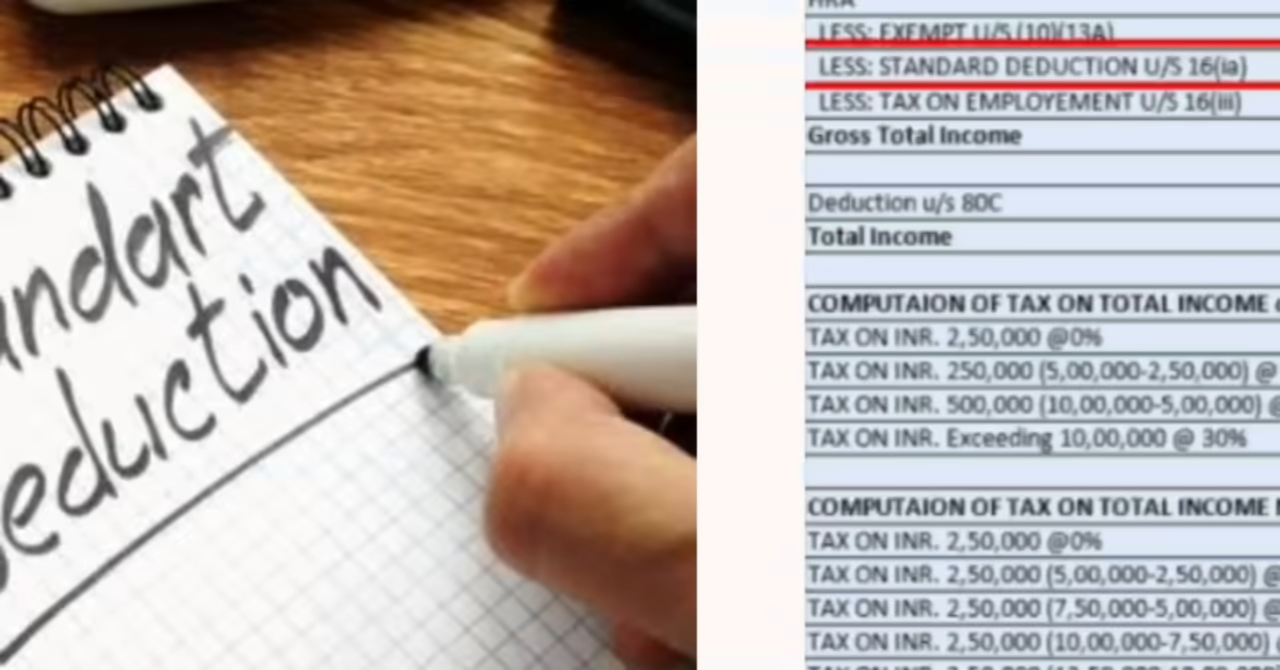 andart
eduction
HRA
LESS: EXEMPT U/S (10)(13A)
LESS: STANDARD DEDUCTION U/S 16(ia)
LESS: TAX ON EMPLOYEMENT U/S 16(iii)
Gross Total Income
Deduction u/s 80C
Total Income
COMPUTAION OF TAX ON TOTAL INCOME
TAX ON INR. 2,50,000 @0%
TAX ON INR. 250,000 (5,00,000-2,50,000) @
TAX ON INR. 500,000 (10,00,000-5,00,000) @
TAX ON INR. Exceeding 10,00,000 @ 30%
COMPUTAION OF TAX ON TOTAL INCOME
TAX ON INR. 2,50,000 @0%
TAX ON INR. 2,50,000 (5,00,000-2,50,000) @
TAX ON INR. 2,50,000 (7,50,000-5,00,000) @
TAX ON INR. 2,50,000 (10,00,000-7,50,000)